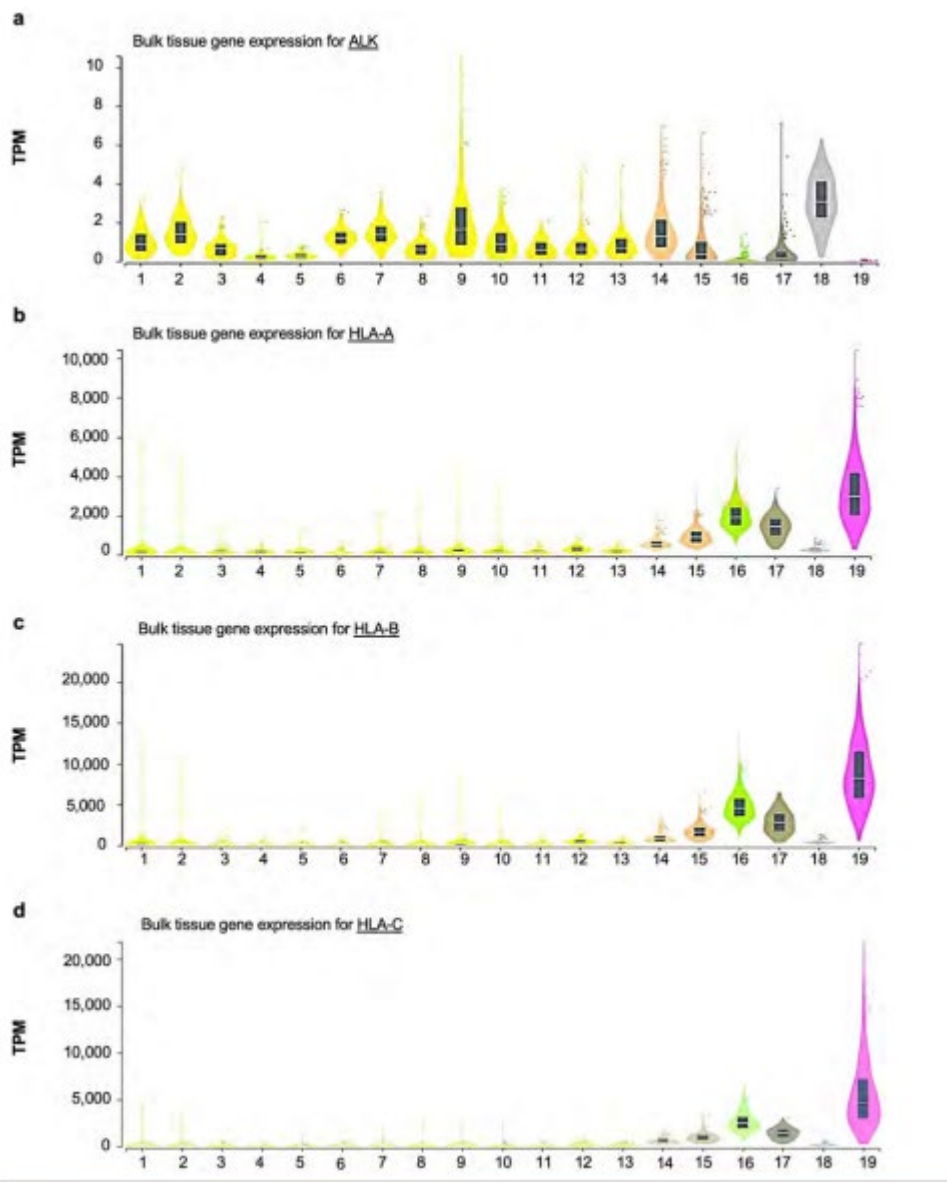 a
Bulk tissue gene expression for ALK
TPM
10
8
6
4
2
0
1 2 3 4 5 6 7 8 9 10 11 12 13 14 15 16 17 18 19
b
Bulk tissue gene expression for HLA-A
TPM
10,000
8,000
6,000
4,000
2,000
0
1 2 3 4 5 6 7 8 9 10 11 12 13 14 15 16 17 18 19
c
Bulk tissue gene expression for HLA-B
TPM
20,000
15,000
10,000
5,000
0
1 2 3 4 5 6 7 8 9 10 11 12 13 14 15 16 17 18 19
d
Bulk tissue gene expression for HLA-C
TPM
20,000
15,000
10,000
5,000
0
1 2 3 4 5 6 7 8 9 10 11 12 13 14 15 16 17 18 19